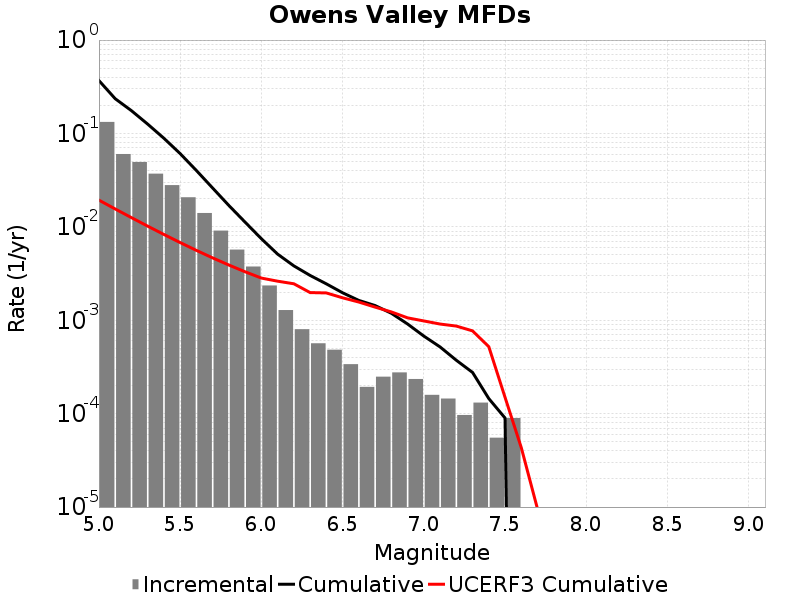 Owens Valley MFDs
10^0
10^-1
10^-2
10^-3
10^-4
10^-5
Rate (1/yr)
5.0 5.5 6.0 6.5 7.0 7.5 8.0 8.5 9.0
Magnitude
Incremental Cumulative UCERF3 Cumulative